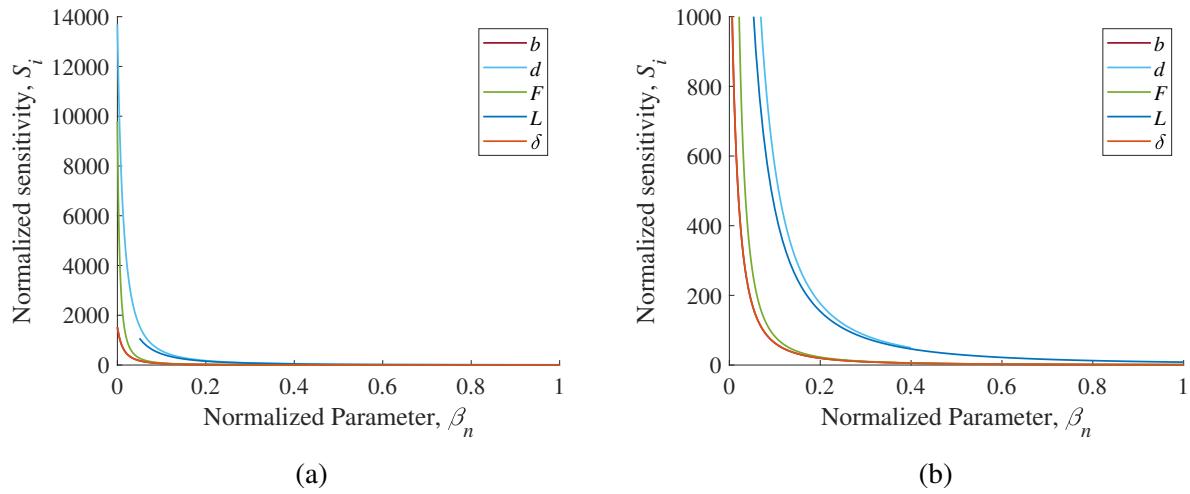 14000
12000
10000
8000
6000
4000
2000
0
Normalized sensitivity, S_i
b
d
F
L
δ
0 0.2 0.4 0.6 0.8 1
Normalized Parameter, β_n
(a)
1000
800
600
400
200
0
Normalized sensitivity, S_i
b
d
F
L
δ
0 0.2 0.4 0.6 0.8 1
Normalized Parameter, β_n
(b)